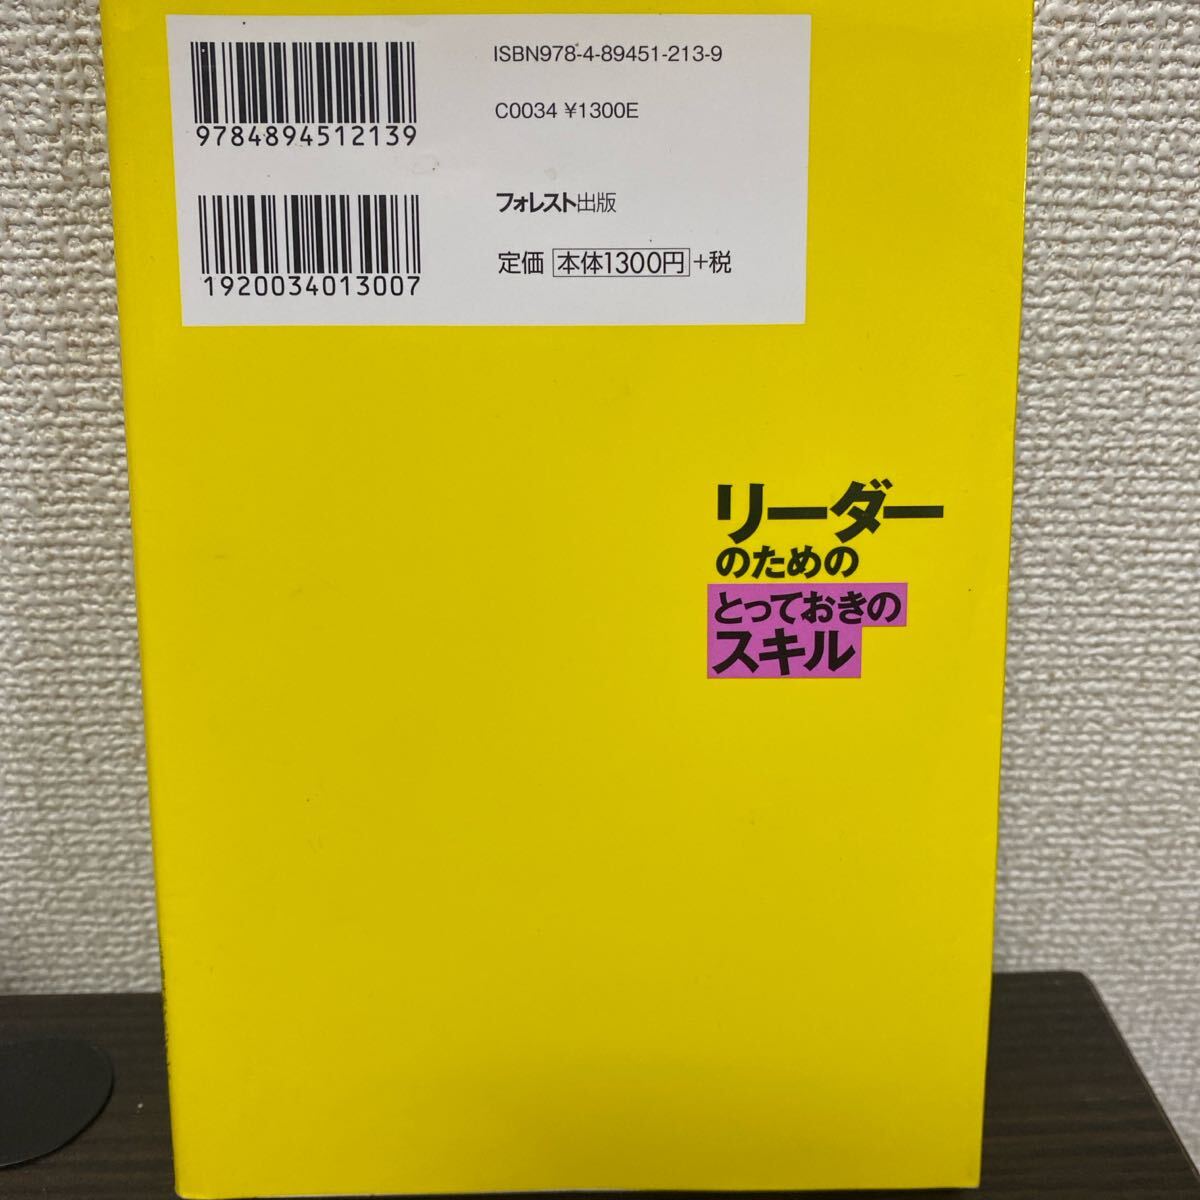 ISBN978-4-89451-213-9
9784894512139
C0034 ¥1300E
フォレスト出版
1920034013007
定価 本体1300円+税
リーダー
のための
とっておきの
スキル